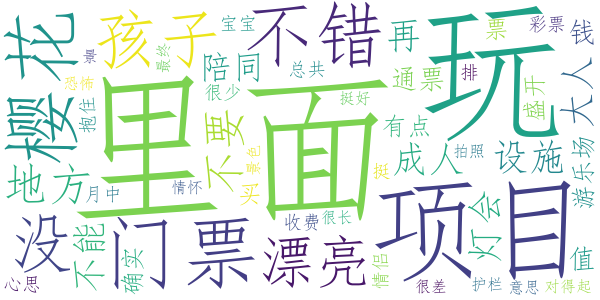 樱花
孩子
不错
玩
里面
项目
没
门票
漂亮
地方
不要
不能
确实
心思
月中
情怀
抱住
恐怖
景
最终
宝宝
陪同
很少
总共
挺好
再
通票
有点
成人
挺
买
景色
收费
很长
情侣
很差
护栏
意思
对得起
灯会
设施
拍照
排
票
彩票
盛开
大人
钱
游乐场
值